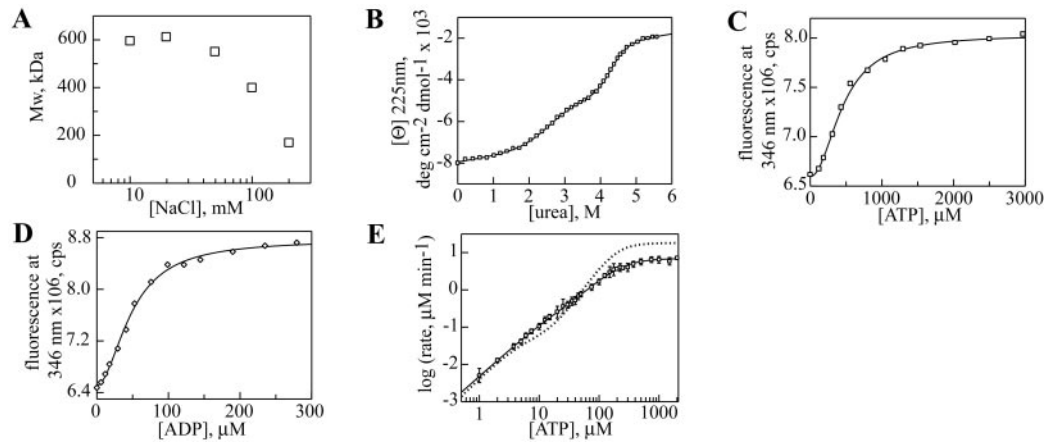 A
Mw, kDa
600
400
200
0
10
100
[NaCl], mM
B
[Θ] 225nm,
deg cm-2 dmol-1 x 103
-2
-4
-6
-8
0 1 2 3 4 5 6
[urea], M
C
fluorescence at
346 nm x106, cps
8.0
7.5
7.0
6.5
0 1000 2000 3000
[ATP], μM
D
fluorescence at
346 nm x106, cps
8.8
8.0
7.2
6.4
0 100 200 300
[ADP], μM
E
log (rate, μM min-1)
1
0
-1
-2
-3
1 10 100 1000
[ATP], μM